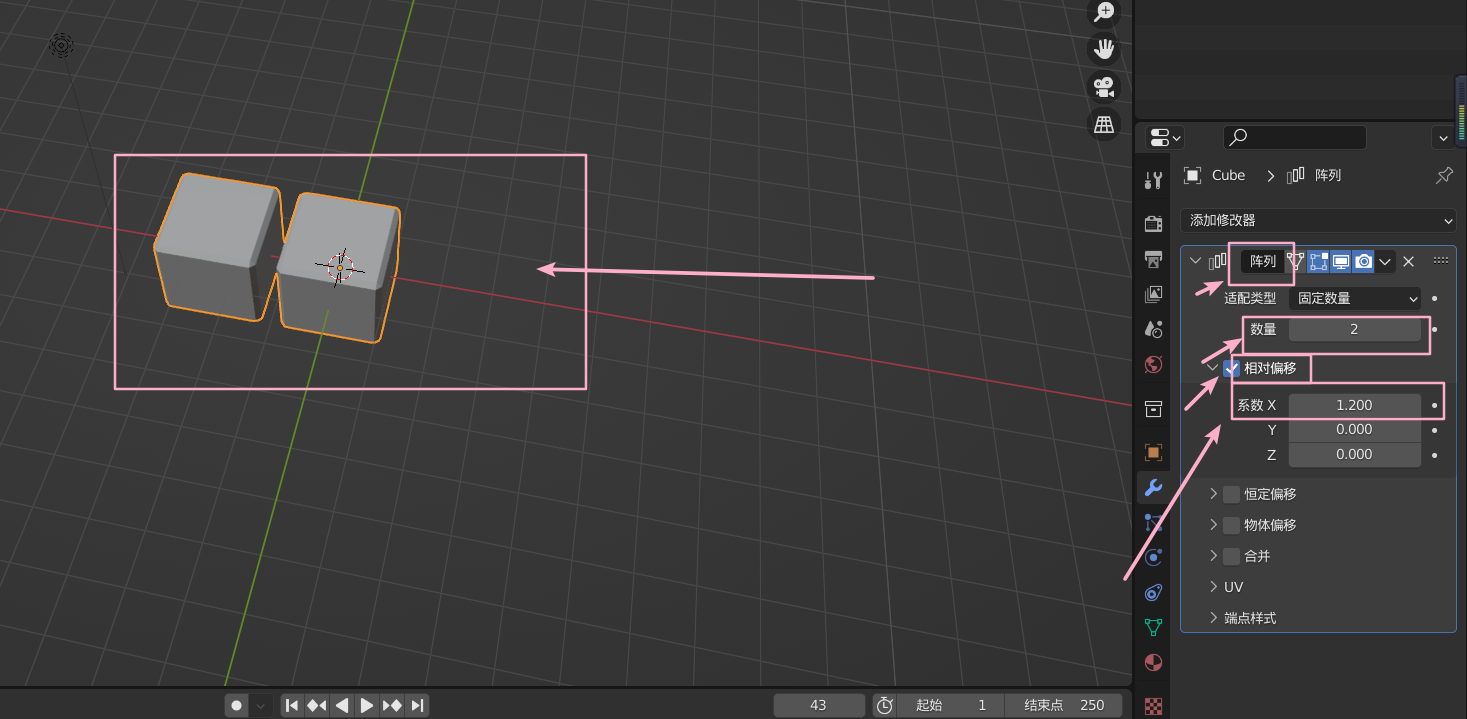 Cube > 阵列
添加修改器
阵列
适配类型 固定数量
数量 2
相对偏移
系数 X 1.200
Y 0.000
Z 0.000
恒定偏移
物体偏移
合并
UV
端点样式
43 起始 1 结束点 250